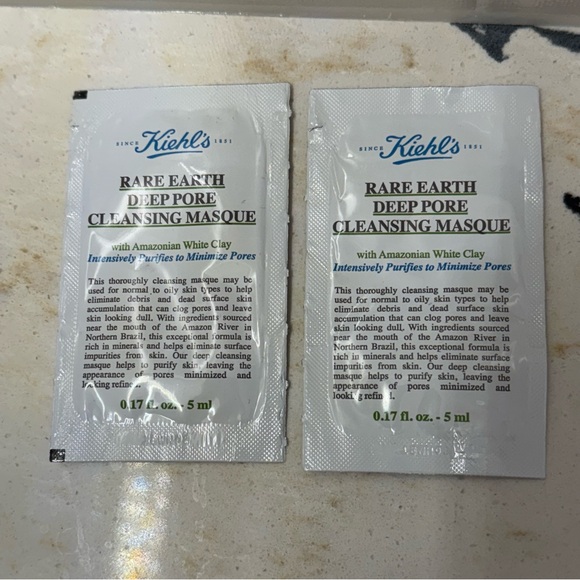 SINCE Kiehl's 1851
RARE EARTH
DEEP PORE
CLEANSING MASQUE
with Amazonian White Clay
Intensively Purifies to Minimize Pores
This thoroughly cleansing masque may be
used for normal to oily skin types to help
eliminate debris and dead surface skin
accumulation that can clog pores and leave
skin looking dull. With ingredients sourced
near the mouth of the Amazon River in
Northern Brazil, this exceptional formula is
rich in minerals and helps eliminate surface
impurities from skin. Our deep cleansing
masque helps to purify skin, leaving the
appearance of pores minimized and
looking refined.
0.17 fl. oz. - 5 ml
SINCE Kiehl's 1851
RARE EARTH
DEEP PORE
CLEANSING MASQUE
with Amazonian White Clay
Intensively Purifies to Minimize Pores
This thoroughly cleansing masque may be
used for normal to oily skin types to help
eliminate debris and dead surface skin
accumulation that can clog pores and leave
skin looking dull. With ingredients sourced
near the mouth of the Amazon River in
Northern Brazil, this exceptional formula is
rich in minerals and helps eliminate surface
impurities from skin. Our deep cleansing
masque helps to purify skin, leaving the
appearance of pores minimized and
looking refined.
0.17 fl. oz. - 5 ml